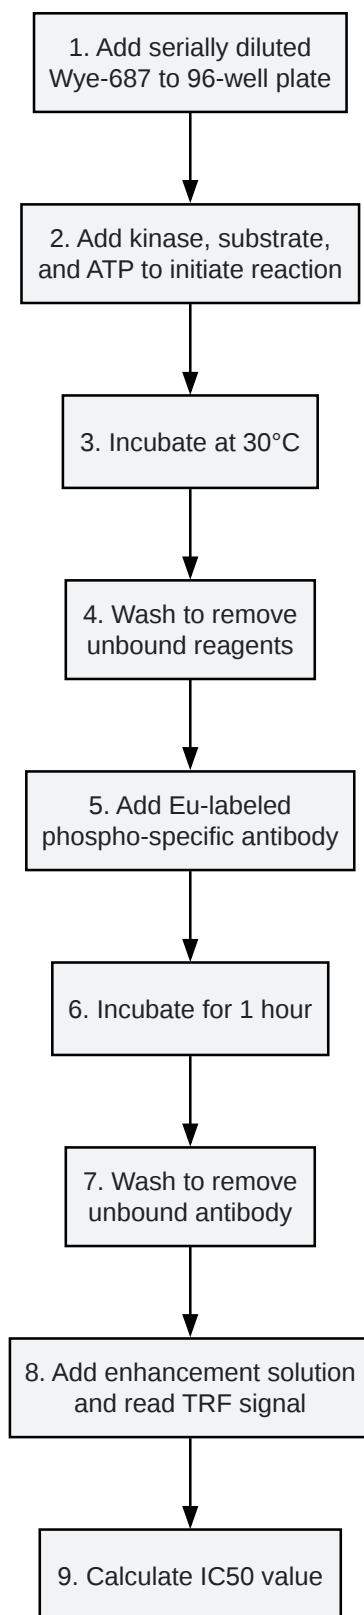 1. Add serially diluted
Wye-687 to 96-well plate
2. Add kinase, substrate,
and ATP to initiate reaction
3. Incubate at 30°C
4. Wash to remove
unbound reagents
5. Add Eu-labeled
phospho-specific antibody
6. Incubate for 1 hour
7. Wash to remove
unbound antibody
8. Add enhancement solution
and read TRF signal
9. Calculate IC50 value